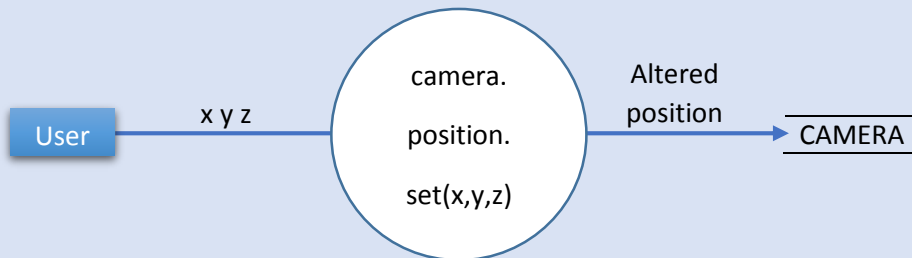 User
x y z
camera.
position.
set(x,y,z)
Altered
position
CAMERA